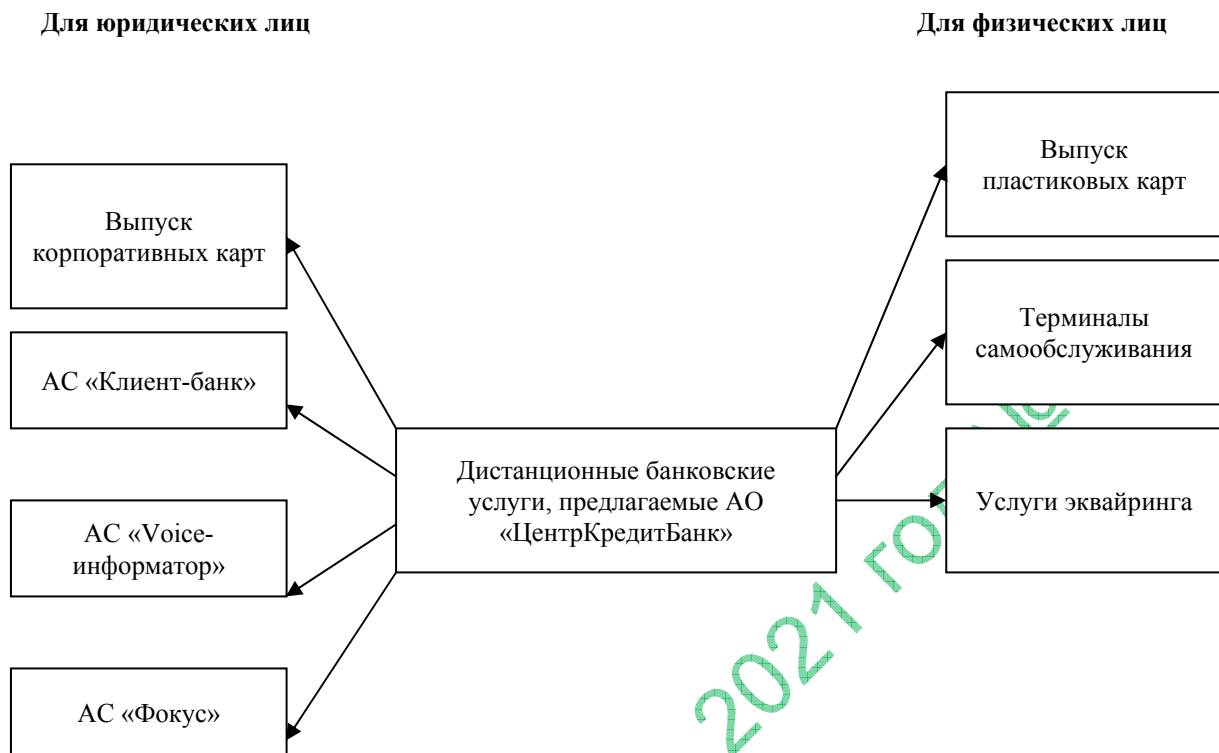 Для юридических лиц
Для физических лиц
Выпуск
корпоративных карт
АС «Клиент-банк»
АС «Voice-
информатор»
АС «Фокус»
Дистанционные банковские
услуги, предлагаемые АО
«ЦентрКредитБанк»
Выпуск
пластиковых карт
Терминалы
самообслуживания
Услуги эквайринга
2021